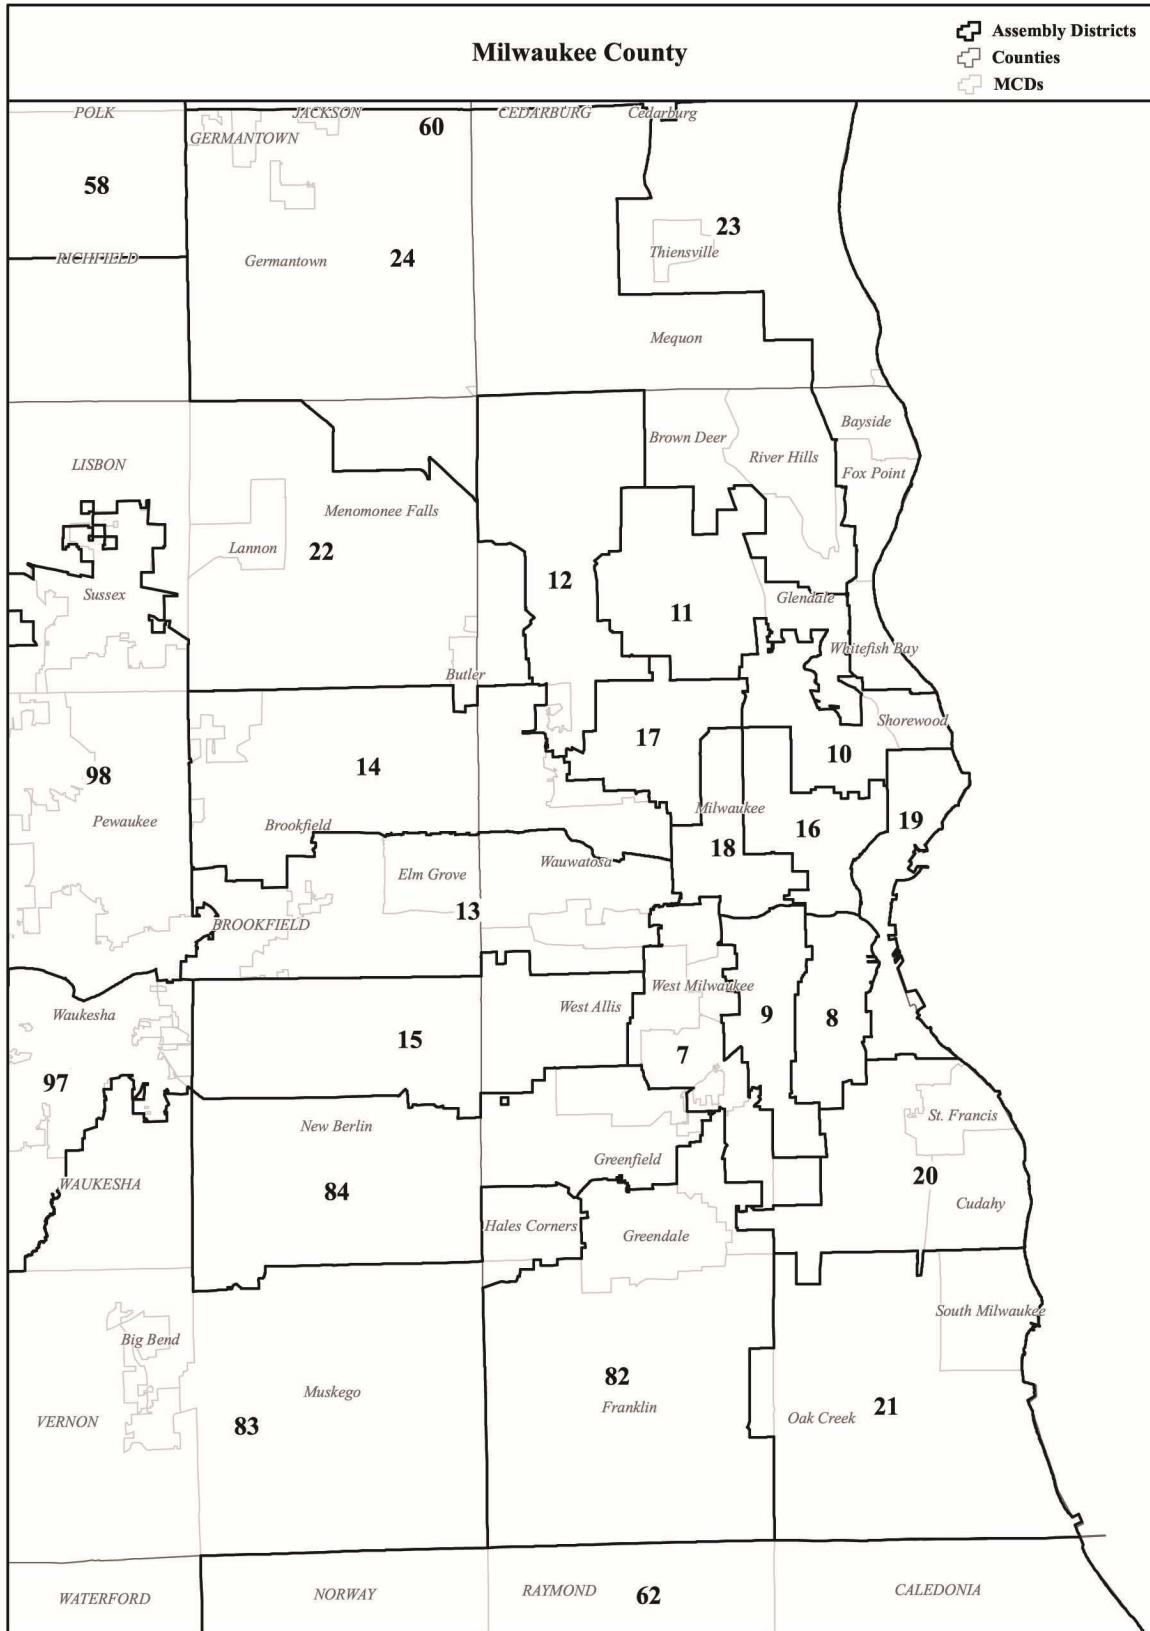 Milwaukee County
Assembly Districts
Counties
MCDs
POLK
JACKSON
CEDARBURG
Cedarburg
60
GERMANTOWN
58
23
Thiensville
RICHFIELD
Germantown
24
Mequon
Bayside
Brown Deer
River Hills
LISBON
Fox Point
Menomonee Falls
Lannon
22
12
Sussex
Glendale
11
Whitefish Bay
Butler
Shorewood
17
10
14
98
Milwaukee
Pewaukee
Brookfield
16
19
18
Wauwatosa
Elm Grove
13
BROOKFIELD
West Milwaukee
West Allis
Waukesha
9
8
15
7
97
St. Francis
New Berlin
Greenfield
20
WAUKESHA
84
Cudahy
Hales Corners
Greendale
South Milwaukee
Big Bend
82
Muskego
Franklin
21
Oak Creek
VERNON
83
WATERFORD
NORWAY
RAYMOND
62
CALEDONIA